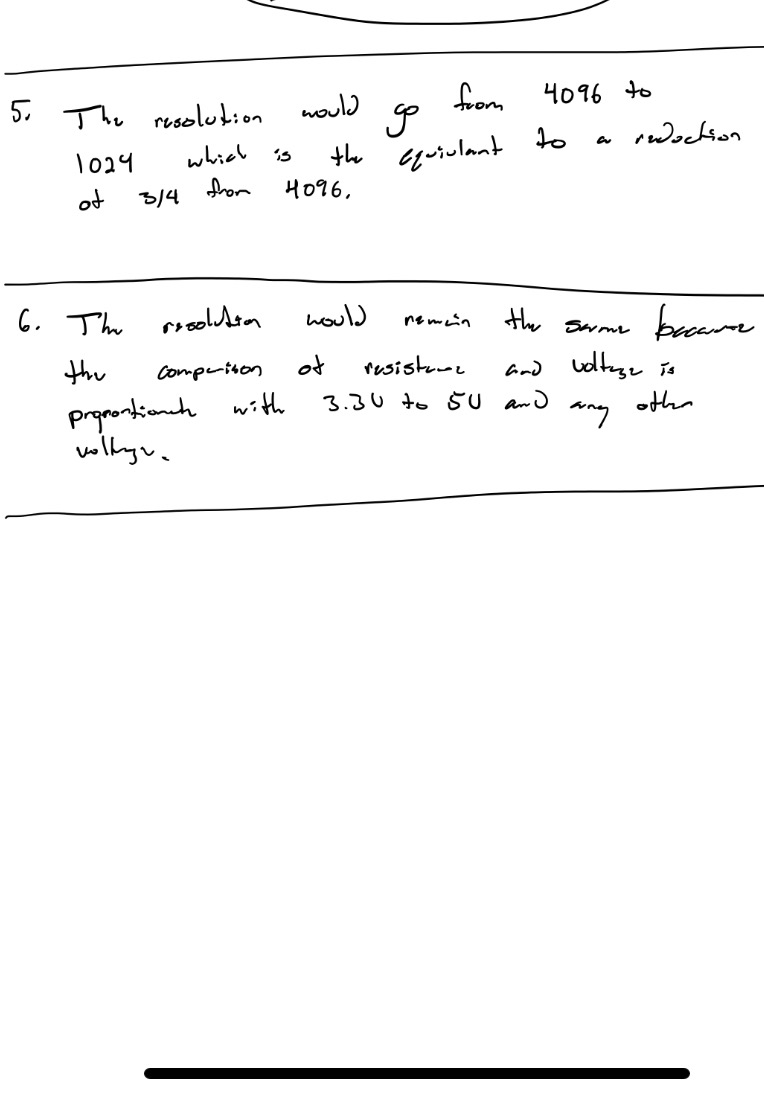 5. The resolution would go from 4096 to
1024 which is the equivlant to a reduction
of 3/4 from 4096.
6. The resolution would remain the same because
the comparison of resistance and voltage is
with 3.3V to 5V and any other
voltage.